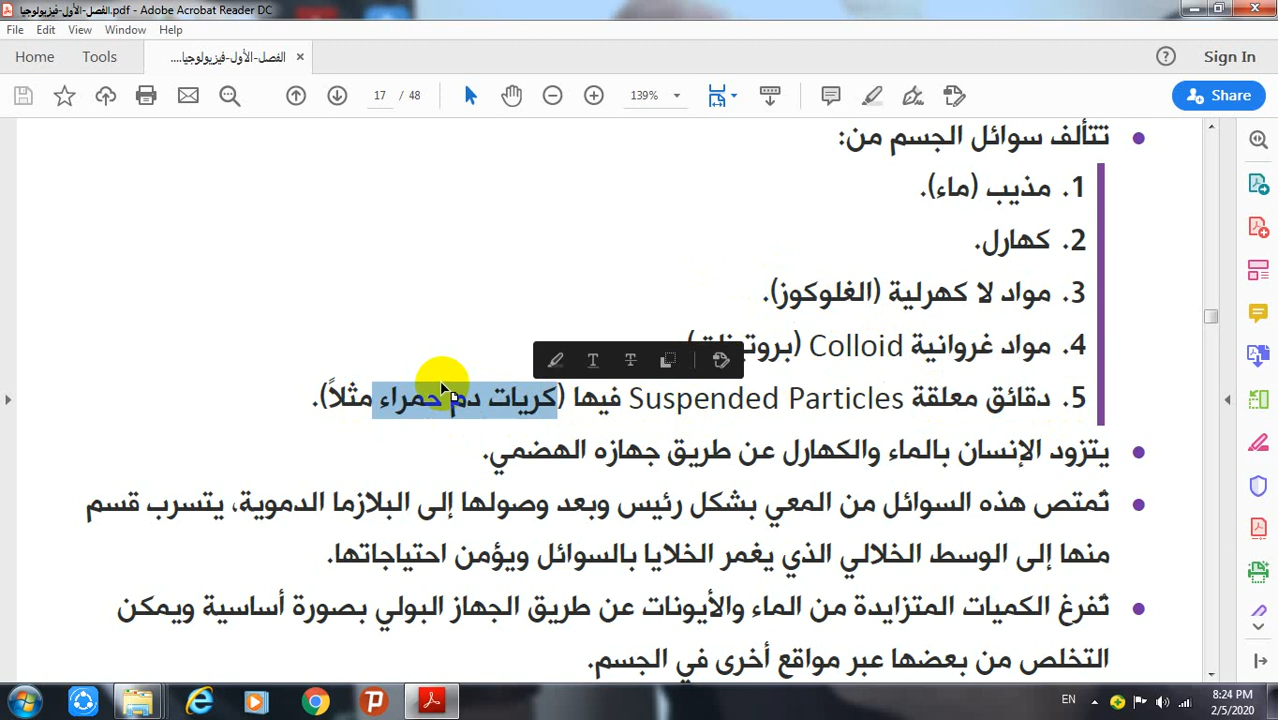 الفصل-الأول-فيزيولوجيا.pdf - Adobe Acrobat Reader DC
File Edit View Window Help
Home Tools الفصل-الأول-فيزيولوجيا.... × Sign In
17 / 48 139% Share
تتألف سوائل الجسم من:
1. مذيب (ماء).
2. كهارل.
3. مواد لا كهرلية (الغلوكوز).
4. مواد غروانية Colloid
5. دقائق معلقة Suspended Particles فيها (كريات دم حمراء مثلاً).
يتزود الإنسان بالماء والكهارل عن طريق جهازه الهضمي.
تُمتص هذه السوائل من المعي بشكل رئيس وبعد وصولها إلى البلازما الدموية، يتسرب قسم
منها إلى الوسط الخلالي الذي يغمر الخلايا بالسوائل ويؤمن احتياجاتها.
تُفرغ الكميات المتزايدة من الماء والأيونات عن طريق الجهاز البولي بصورة أساسية ويمكن
التخلص من بعضها عبر مواقع أخرى في الجسم.
EN 8:24 PM
2/5/2020